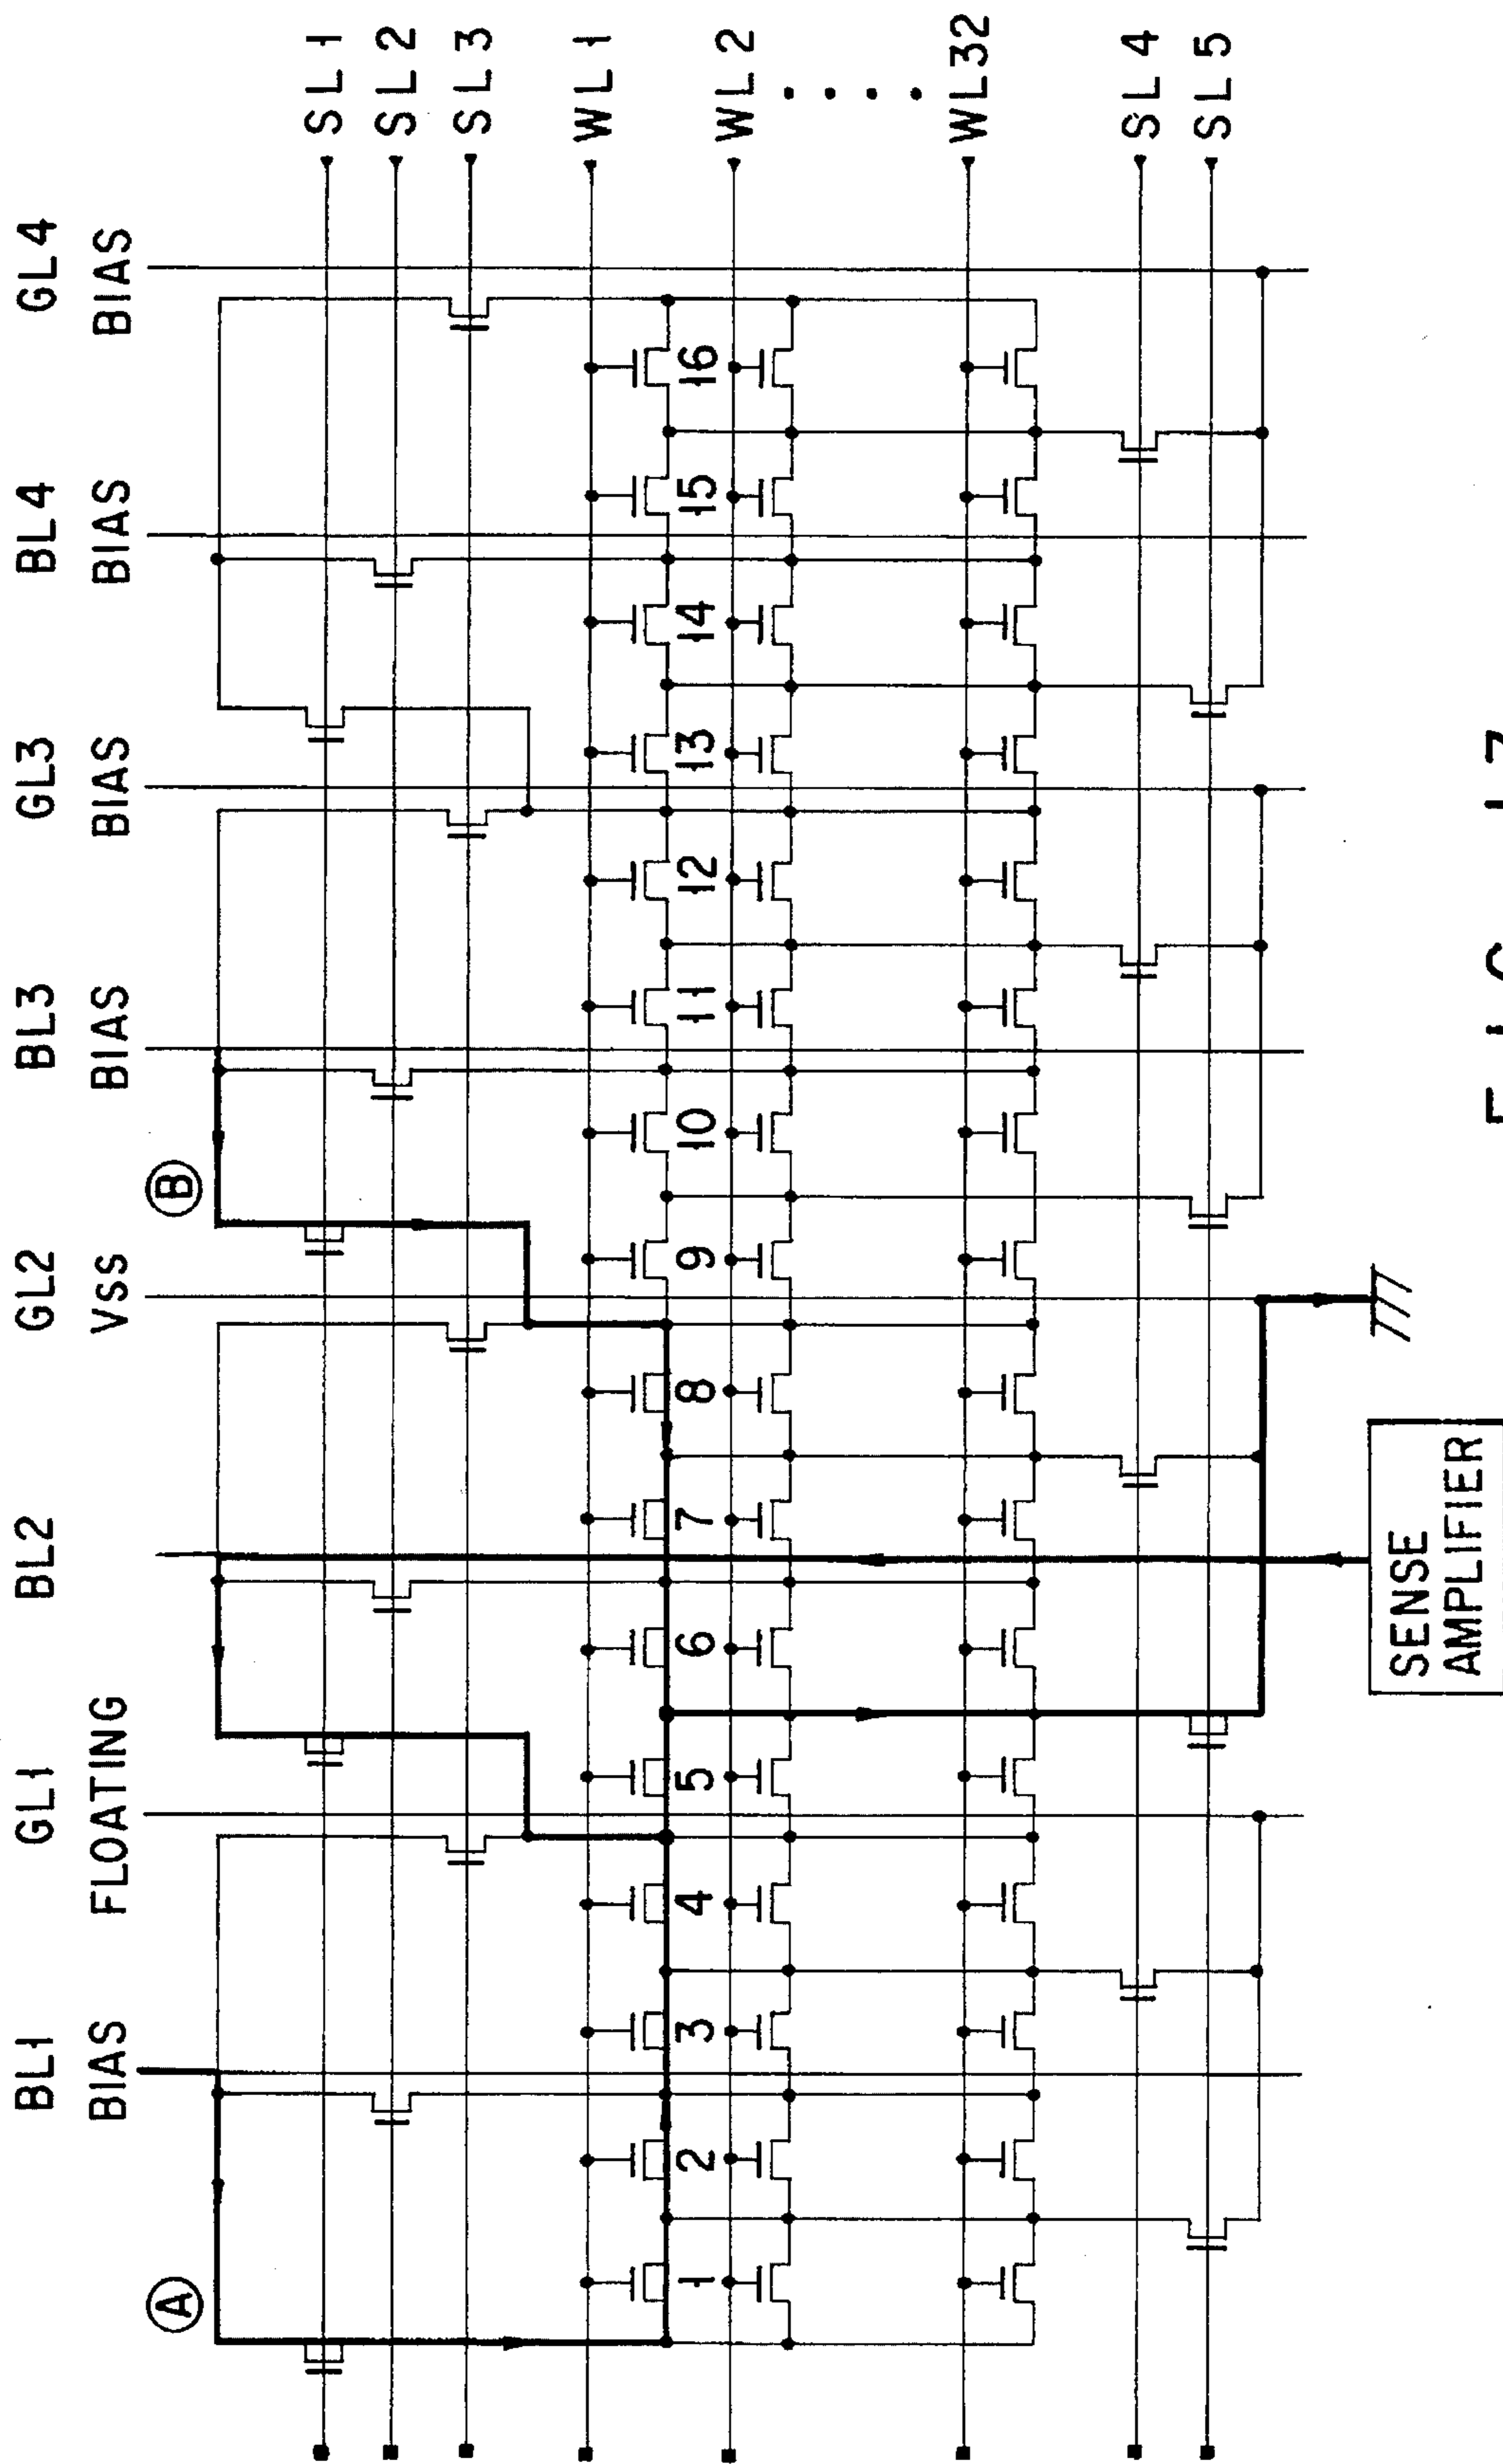 BL1 GL1 BL2 GL2 BL3 GL3 BL4 GL4
BIAS FLOATING Vss BIAS BIAS BIAS BIAS
A B
SL1
SL2
SL3
WL1
1 2 3 4 5 6 7 8 9 10 11 12 13 14 15 16
WL2
WL32
SL4
SL5
SENSE
AMPLIFIER